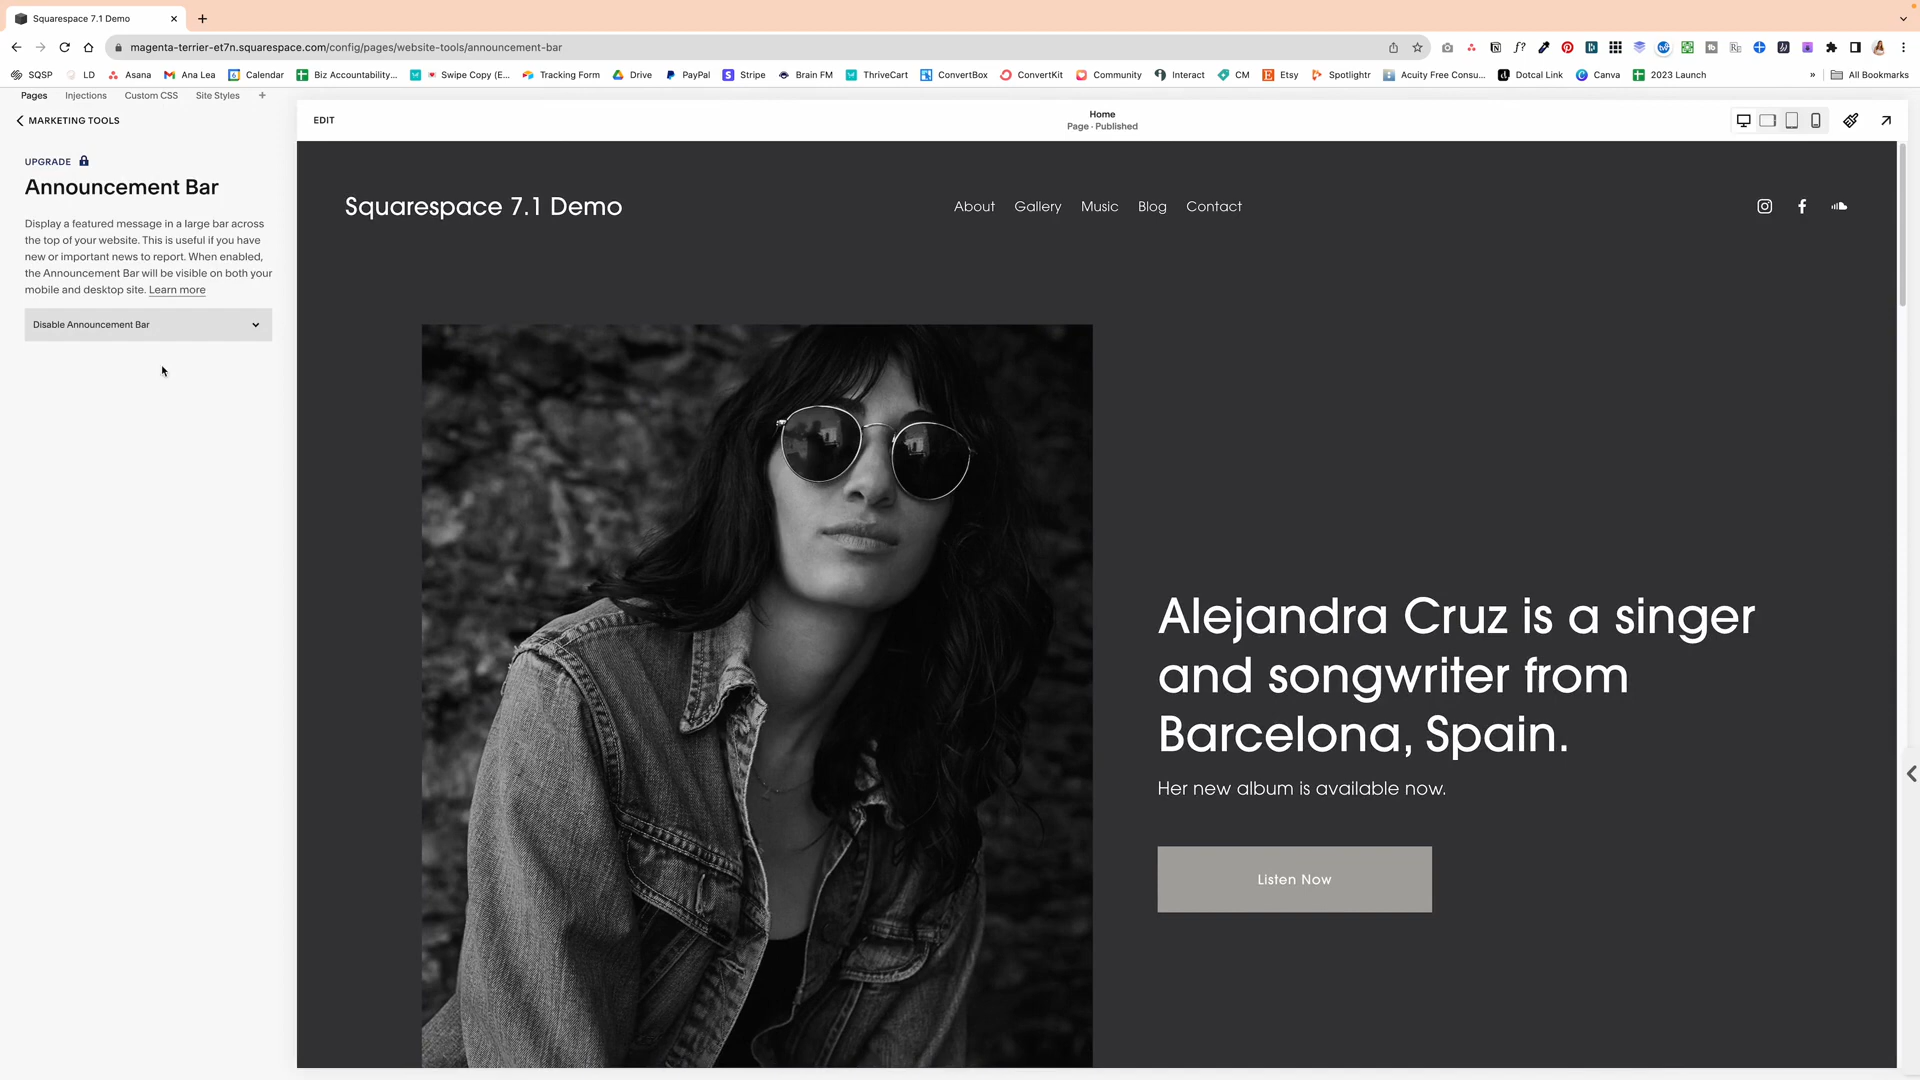 Squarespace 7.1 Demo
magenta-terrier-et7n.squarespace.com/config/pages/website-tools/announcement-bar
SQSP LD Asana Ana Lea Calendar Biz Accountability... Swipe Copy (E... Tracking Form Drive PayPal Stripe Brain FM ThriveCart ConvertBox ConvertKit Community Interact CM Etsy Spotlightr Acuity Free Consu... Dotcal Link Canva 2023 Launch » All Bookmarks
Pages Injections Custom CSS Site Styles +
MARKETING TOOLS
EDIT
Home
Page · Published
UPGRADE
Announcement Bar
Display a featured message in a large bar across
the top of your website. This is useful if you have
new or important news to report. When enabled,
the Announcement Bar will be visible on both your
mobile and desktop site. Learn more
Disable Announcement Bar
Squarespace 7.1 Demo
About Gallery Music Blog Contact
Alejandra Cruz is a singer
and songwriter from
Barcelona, Spain.
Her new album is available now.
Listen Now